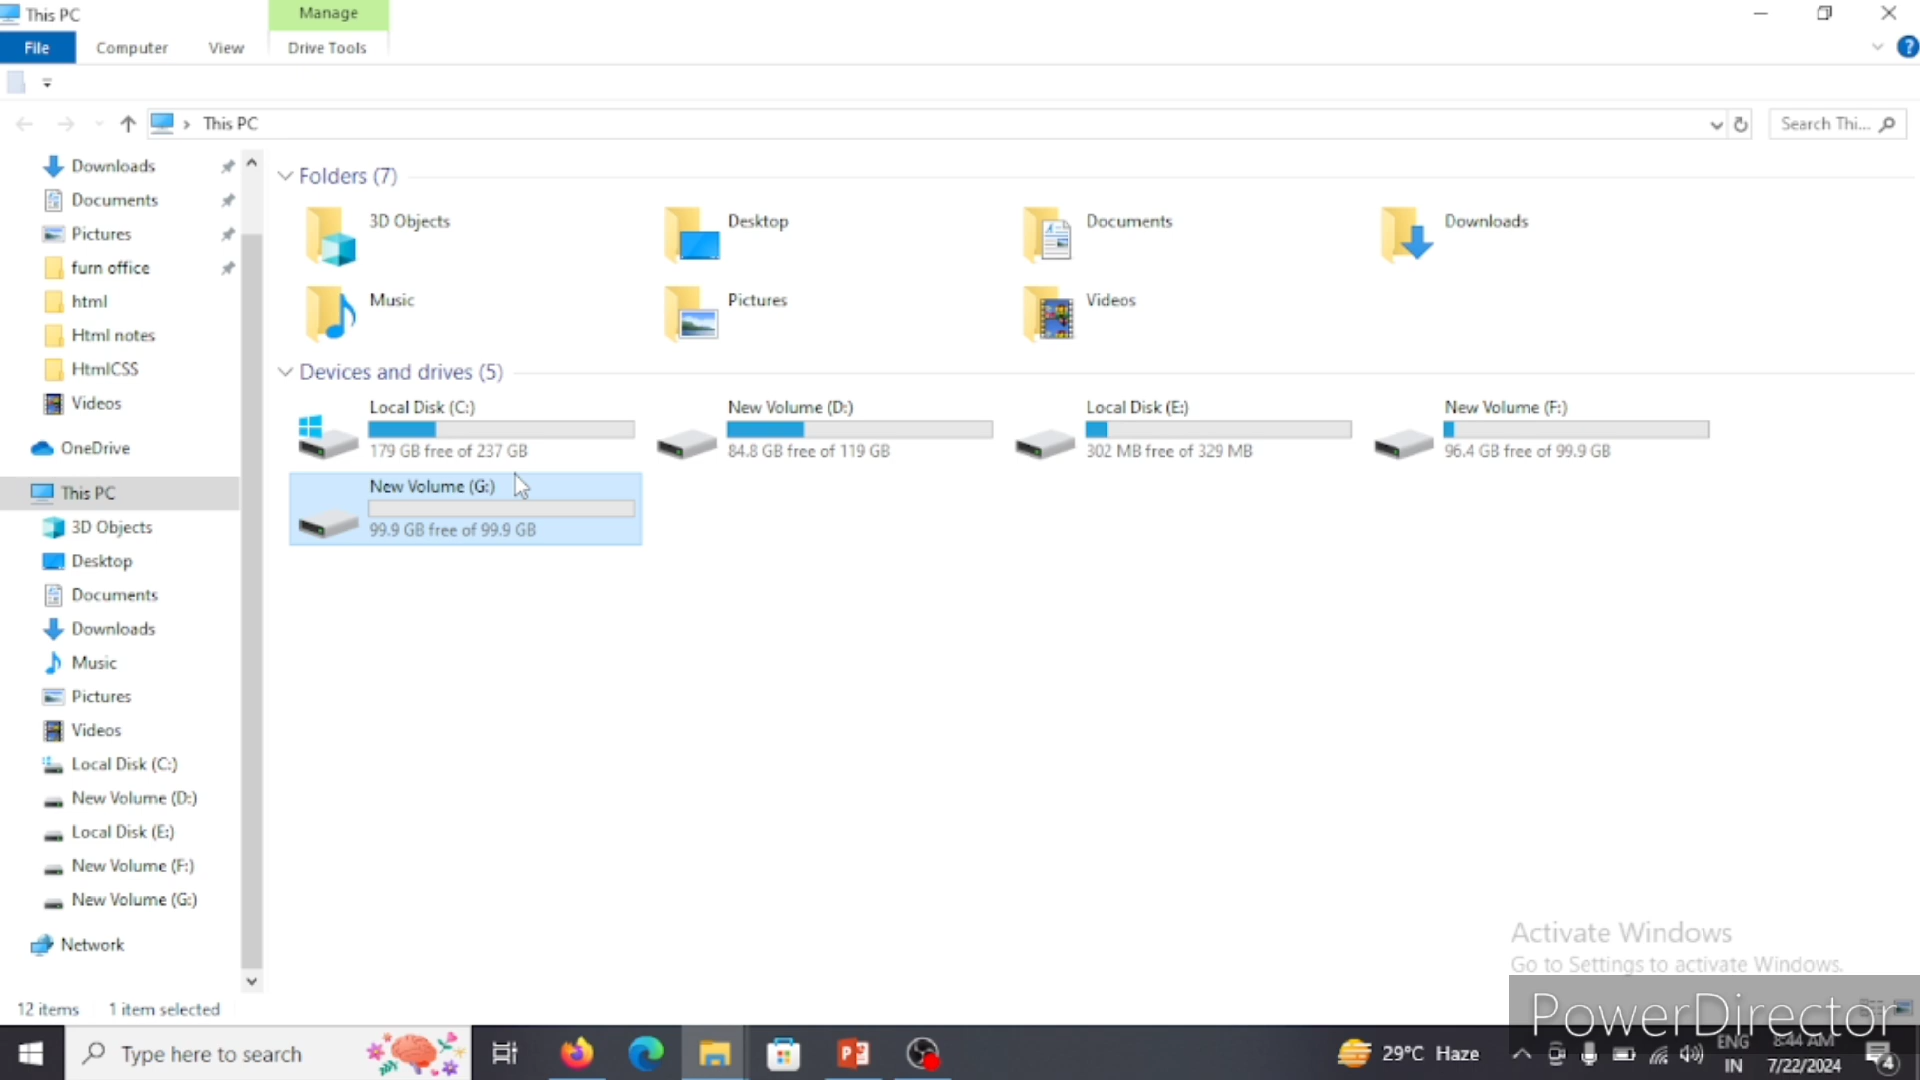 This PC
Manage
File
Computer
View
Drive Tools
This PC
Search Thi...
Downloads
Documents
Pictures
furn office
html
Html notes
HtmlCSS
Videos
OneDrive
This PC
3D Objects
Desktop
Documents
Downloads
Music
Pictures
Videos
Local Disk (C:)
New Volume (D:)
Local Disk (E:)
New Volume (F:)
New Volume (G:)
Network
Folders (7)
3D Objects
Desktop
Documents
Downloads
Music
Pictures
Videos
Devices and drives (5)
Local Disk (C:)
179 GB free of 237 GB
New Volume (D:)
84.8 GB free of 119 GB
Local Disk (E:)
302 MB free of 329 MB
New Volume (F:)
96.4 GB free of 99.9 GB
New Volume (G:)
99.9 GB free of 99.9 GB
Activate Windows
Go to Settings to activate Windows.
PowerDirector
12 items 1 item selected
Type here to search
29°C Haze
ENG
IN
8:44 AM
7/22/2024
4